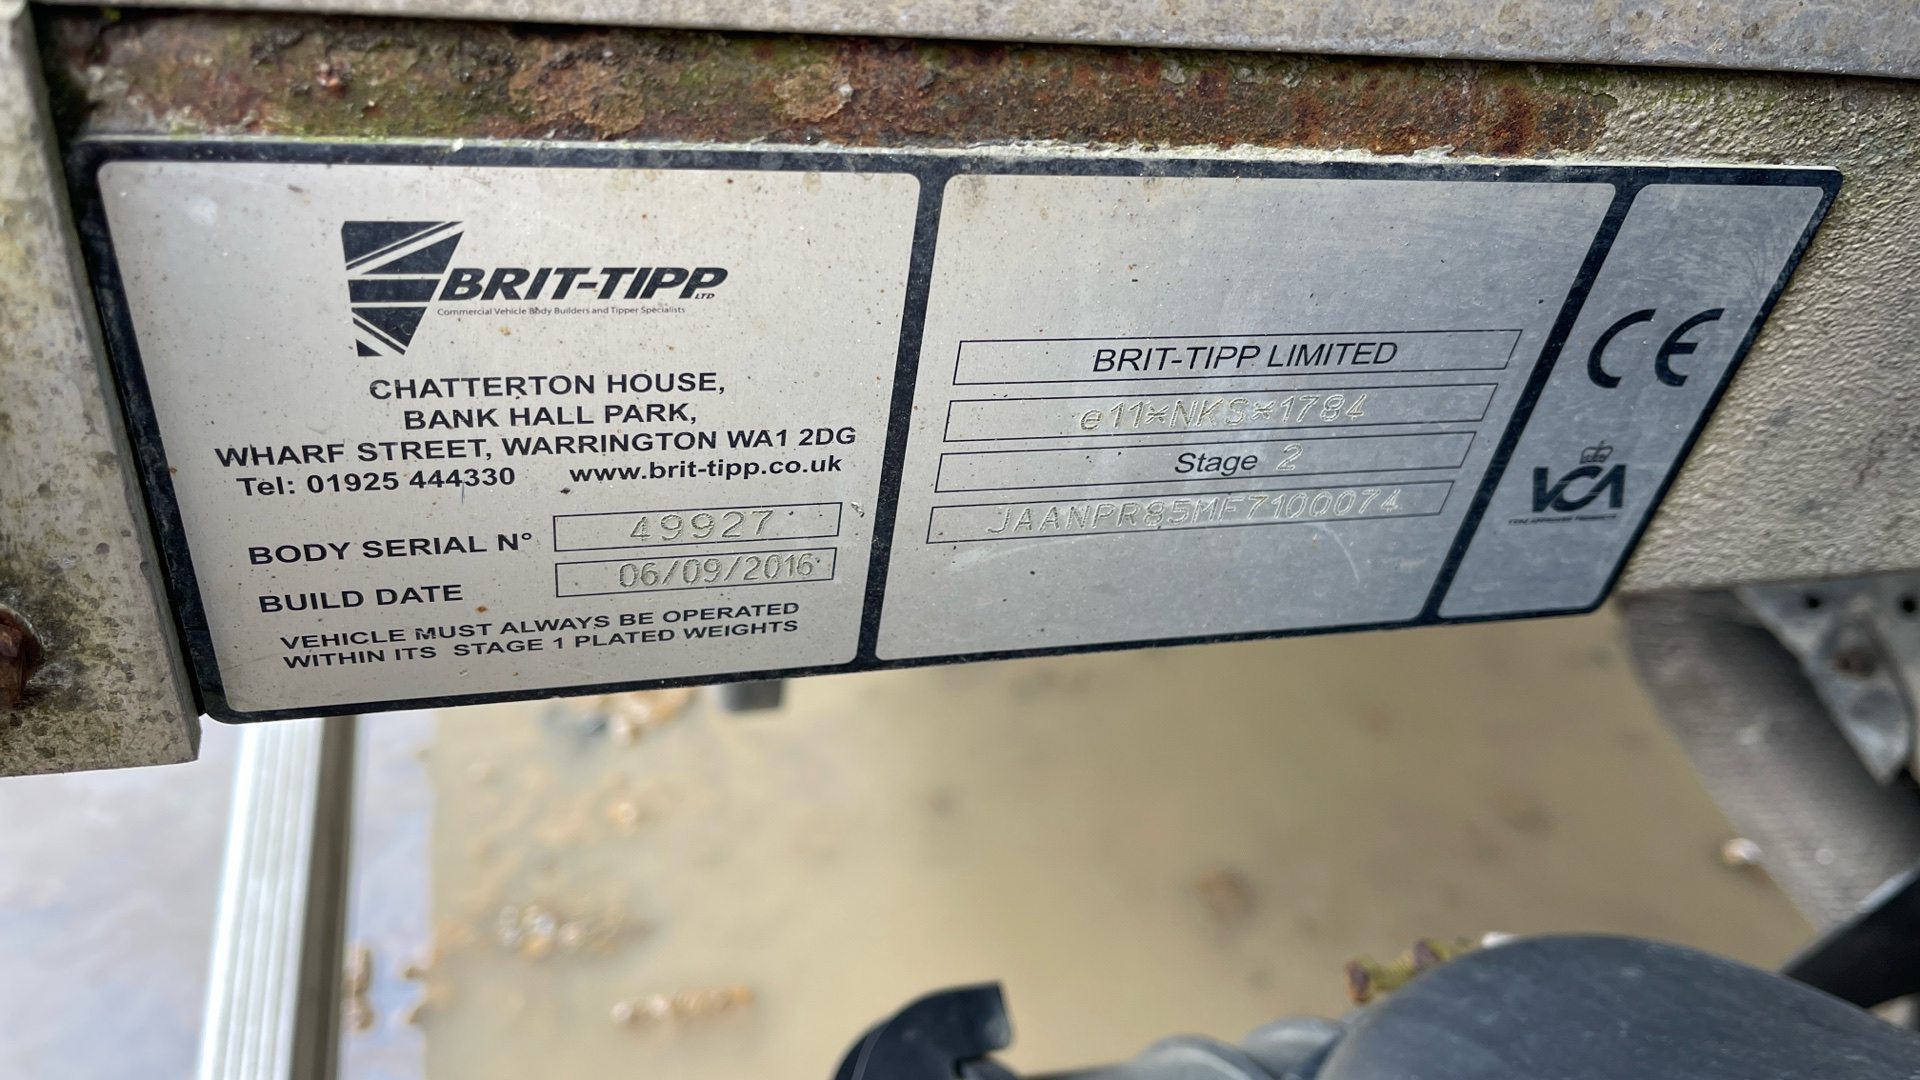 BRIT-TIPP LTD
Commercial Vehicle Body Builders and Tipper Specialists
CHATTERTON HOUSE,
BANK HALL PARK,
WHARF STREET, WARRINGTON WA1 2DG
Tel: 01925 444330 www.brit-tipp.co.uk
BODY SERIAL N° 49927
BUILD DATE 06/09/2016
VEHICLE MUST ALWAYS BE OPERATED
WITHIN ITS STAGE 1 PLATED WEIGHTS
BRIT-TIPP LIMITED
e11*NKS*1784
Stage 2
JAANPR85MF7100074
CE
VCA